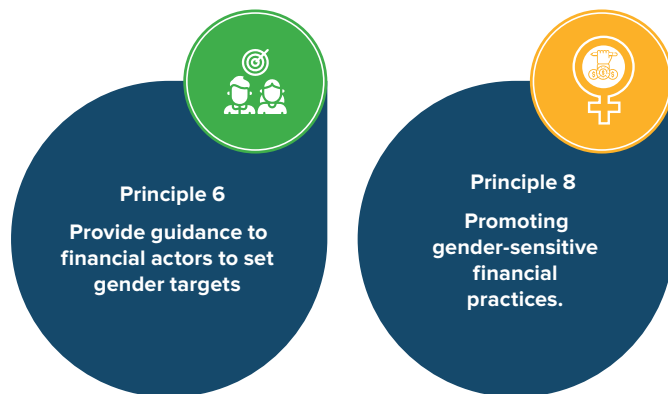 Principle 6
Provide guidance to
financial actors to set
gender targets
Principle 8
Promoting
gender-sensitive
financial
practices.